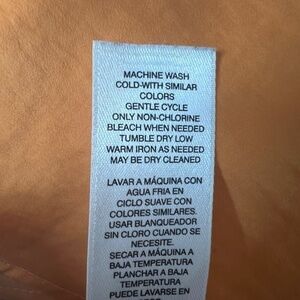 MACHINE WASH
COLD-WITH SIMILAR
COLORS
GENTLE CYCLE
ONLY NON-CHLORINE
BLEACH WHEN NEEDED
TUMBLE DRY LOW
WARM IRON AS NEEDED
MAY BE DRY CLEANED
LAVAR A MÁQUINA CON
AGUA FRIA EN
CICLO SUAVE CON
COLORES SIMILARES.
USAR BLANQUEADOR
SIN CLORO CUANDO SE
NECESITE.
SECAR A MÁQUINA A
BAJA TEMPERATURA
PLANCHAR A BAJA
TEMPERATURA
PUEDE LAVARSE EN